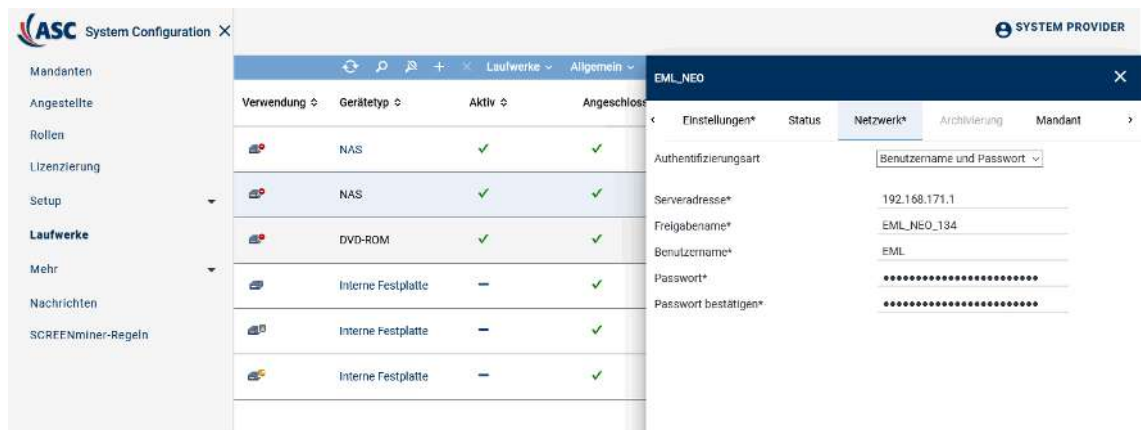 ASC System Configuration
SYSTEM PROVIDER
Mandanten
Angestellte
Rollen
Lizenzierung
Setup
Laufwerke
Mehr
Nachrichten
SCREENminer-Regeln
Laufwerke Allgemein
Verwendung Gerätetyp Aktiv Angeschloss
NAS
NAS
DVD-ROM
Interne Festplatte
Interne Festplatte
Interne Festplatte
EML_NEO
Einstellungen* Status Netzwerk* Archivierung Mandant
Authentifizierungsart Benutzername und Passwort
Serveradresse* 192.168.171.1
Freigabename* EML_NEO_134
Benutzername* EML
Passwort* ••••••••••••••••••••••••
Passwort bestätigen* ••••••••••••••••••••••••